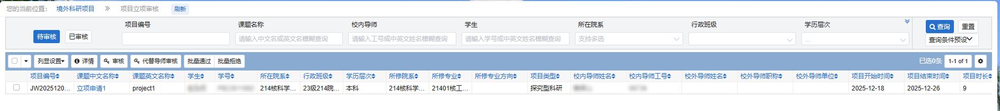 您的当前位置： 境外科研项目 » 项目立项审核 刷新
项目编号 课题名称 校内导师 学生 所在院系 行政班级 学历层次
待审核 已审核 请输入中文名或英文名模糊查询 请输入工号或中英文姓名模糊查询 请输入学号或中英文姓名模糊查询 支持多选 ... 查询 重置
查询条件预设
列显设置 详情 审核 代替导师审核 批量通过 批量拒绝 已选0条 1-1 of 1
项目编号 课题中文名称 课题英文名称 学生 学号 所在院系 行政班级 学历层次 所修院系 所修专业 所修专业方向 项目类型 校内导师姓名 校内导师工号 校外导师姓名 校外导师职称 校外导师单位 项目开始时间 项目结束时间 项目时长
JW2025120... 立项申请1 project1 214核科学... 23级214院... 本科 214核科学... 21401核工... 探究型科研 2025-12-18 2025-12-26 9